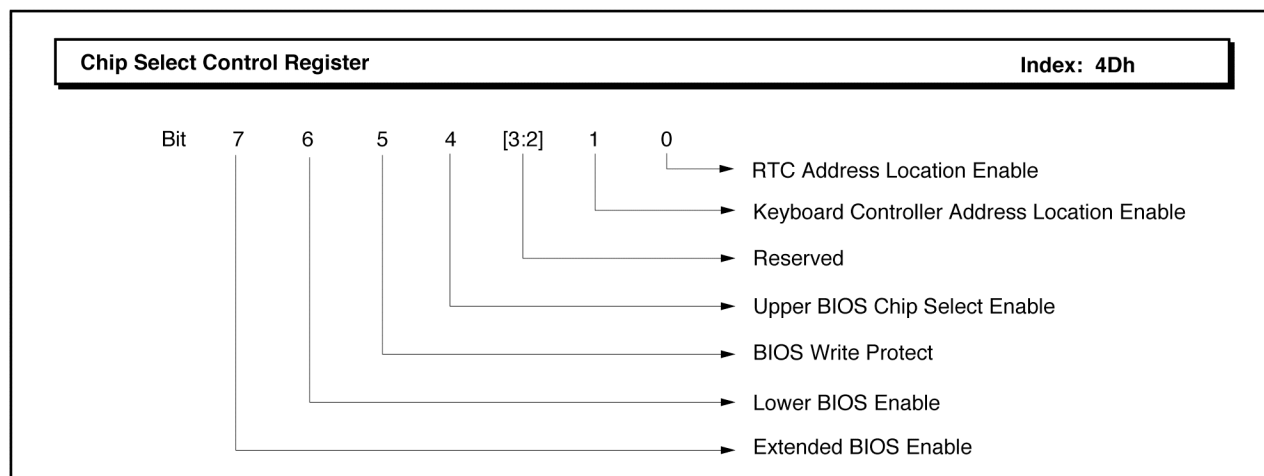 Chip Select Control Register Index: 4Dh
Bit 7 6 5 4 [3:2] 1 0
RTC Address Location Enable
Keyboard Controller Address Location Enable
Reserved
Upper BIOS Chip Select Enable
BIOS Write Protect
Lower BIOS Enable
Extended BIOS Enable